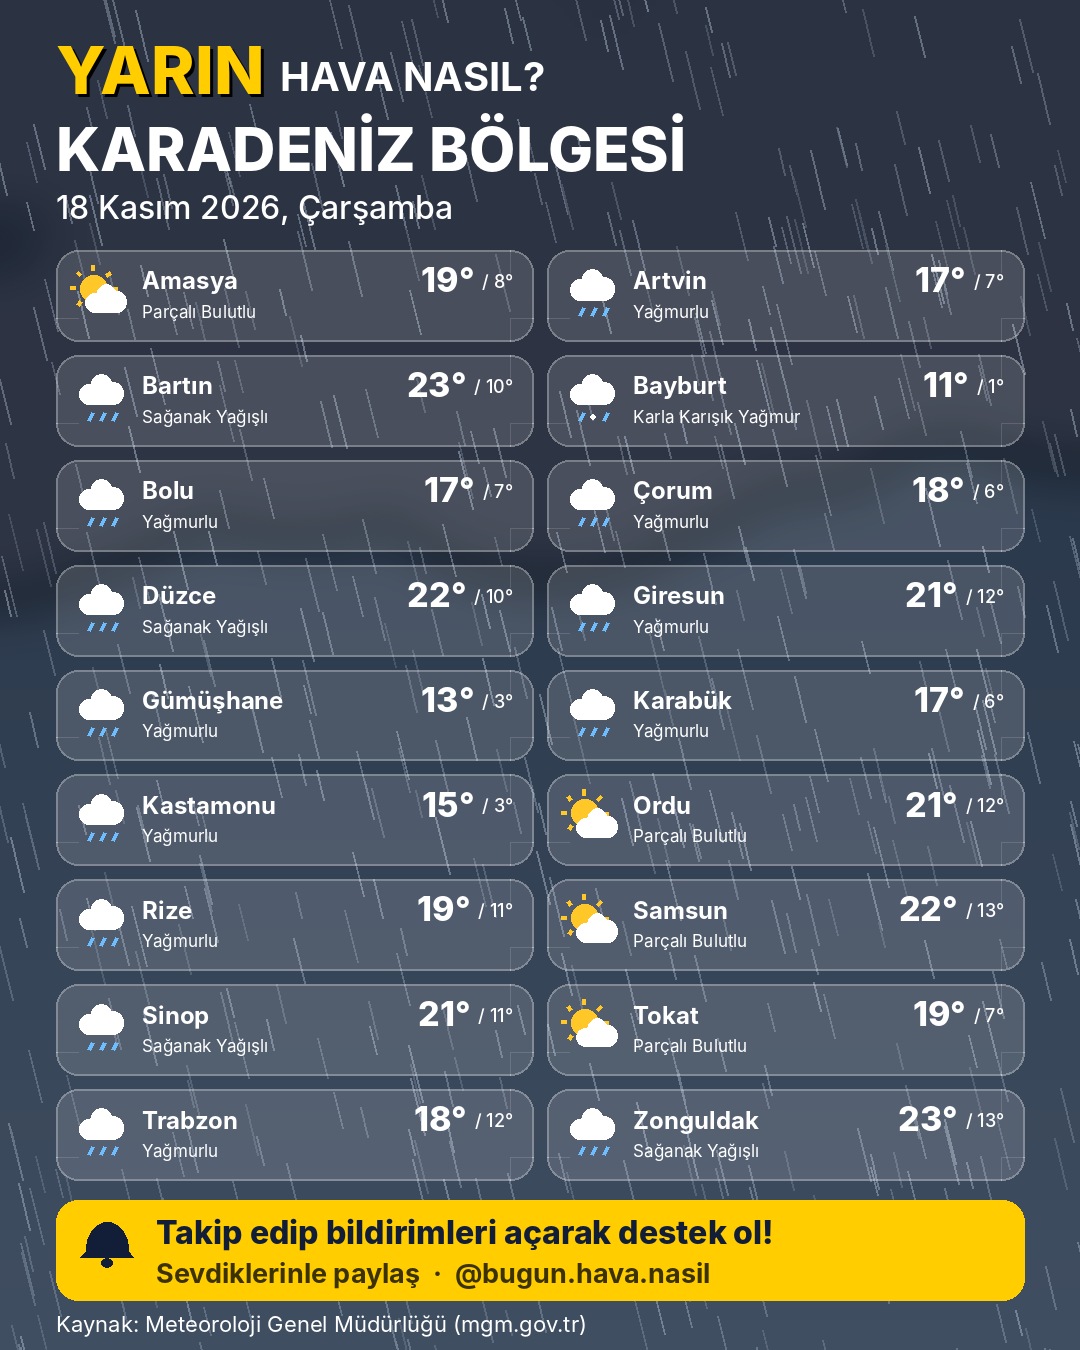 YARIN HAVA NASIL?
KARADENİZ BÖLGESİ
18 Kasım 2026, Çarşamba
Amasya 19° / 8°
Parçalı Bulutlu
Artvin 17° / 7°
Yağmurlu
Bartın 23° / 10°
Sağanak Yağışlı
Bayburt 11° / 1°
Karla Karışık Yağmur
Bolu 17° / 7°
Yağmurlu
Çorum 18° / 6°
Yağmurlu
Düzce 22° / 10°
Sağanak Yağışlı
Giresun 21° / 12°
Yağmurlu
Gümüşhane 13° / 3°
Yağmurlu
Karabük 17° / 6°
Yağmurlu
Kastamonu 15° / 3°
Yağmurlu
Ordu 21° / 12°
Parçalı Bulutlu
Rize 19° / 11°
Yağmurlu
Samsun 22° / 13°
Parçalı Bulutlu
Sinop 21° / 11°
Sağanak Yağışlı
Tokat 19° / 7°
Parçalı Bulutlu
Trabzon 18° / 12°
Yağmurlu
Zonguldak 23° / 13°
Sağanak Yağışlı
Takip edip bildirimleri açarak destek ol!
Sevdiklerinle paylaş · @bugun.hava.nasil
Kaynak: Meteoroloji Genel Müdürlüğü (mgm.gov.tr)